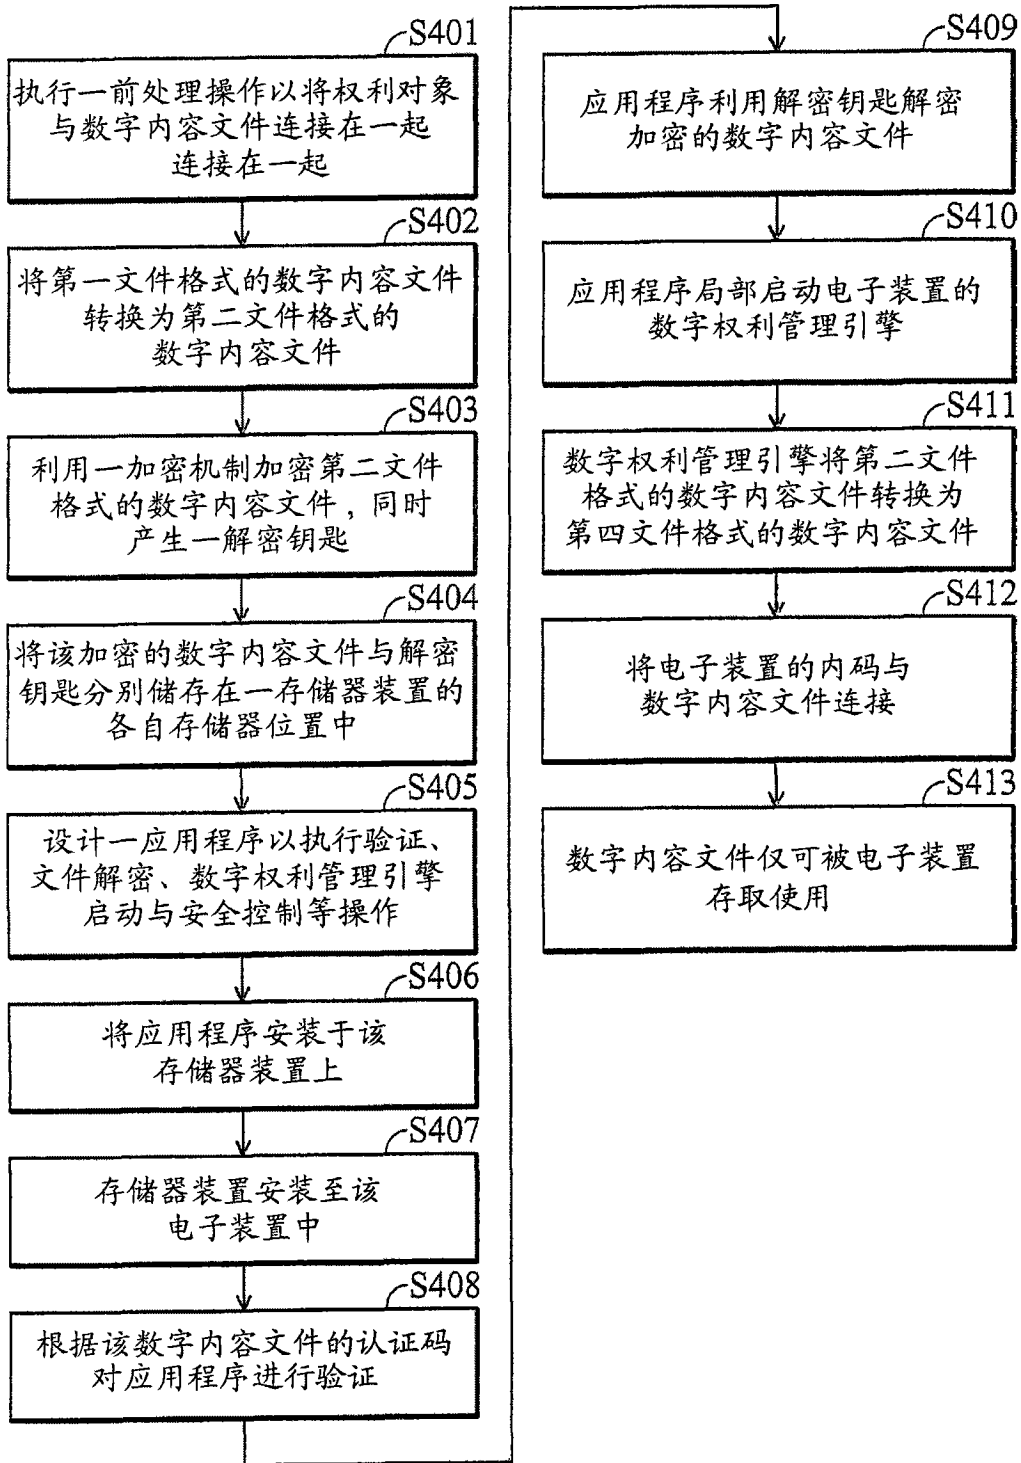 S401
执行一前处理操作以将权利对象
与数字内容文件连接在一起
连接在一起
S402
将第一文件格式的数字内容文件
转换为第二文件格式的
数字内容文件
S403
利用一加密机制加密第二文件
格式的数字内容文件，同时
产生一解密钥匙
S404
将该加密的数字内容文件与解密
钥匙分别储存在一存储器装置的
各自存储器位置中
S405
设计一应用程序以执行验证、
文件解密、数字权利管理引擎
启动与安全控制等操作
S406
将应用程序安装于该
存储器装置上
S407
存储器装置安装至该
电子装置中
S408
根据该数字内容文件的认证码
对应用程序进行验证
S409
应用程序利用解密钥匙解密
加密的数字内容文件
S410
应用程序局部启动电子装置的
数字权利管理引擎
S411
数字权利管理引擎将第二文件
格式的数字内容文件转换为
第四文件格式的数字内容文件
S412
将电子装置的内码与
数字内容文件连接
S413
数字内容文件仅可被电子装置
存取使用